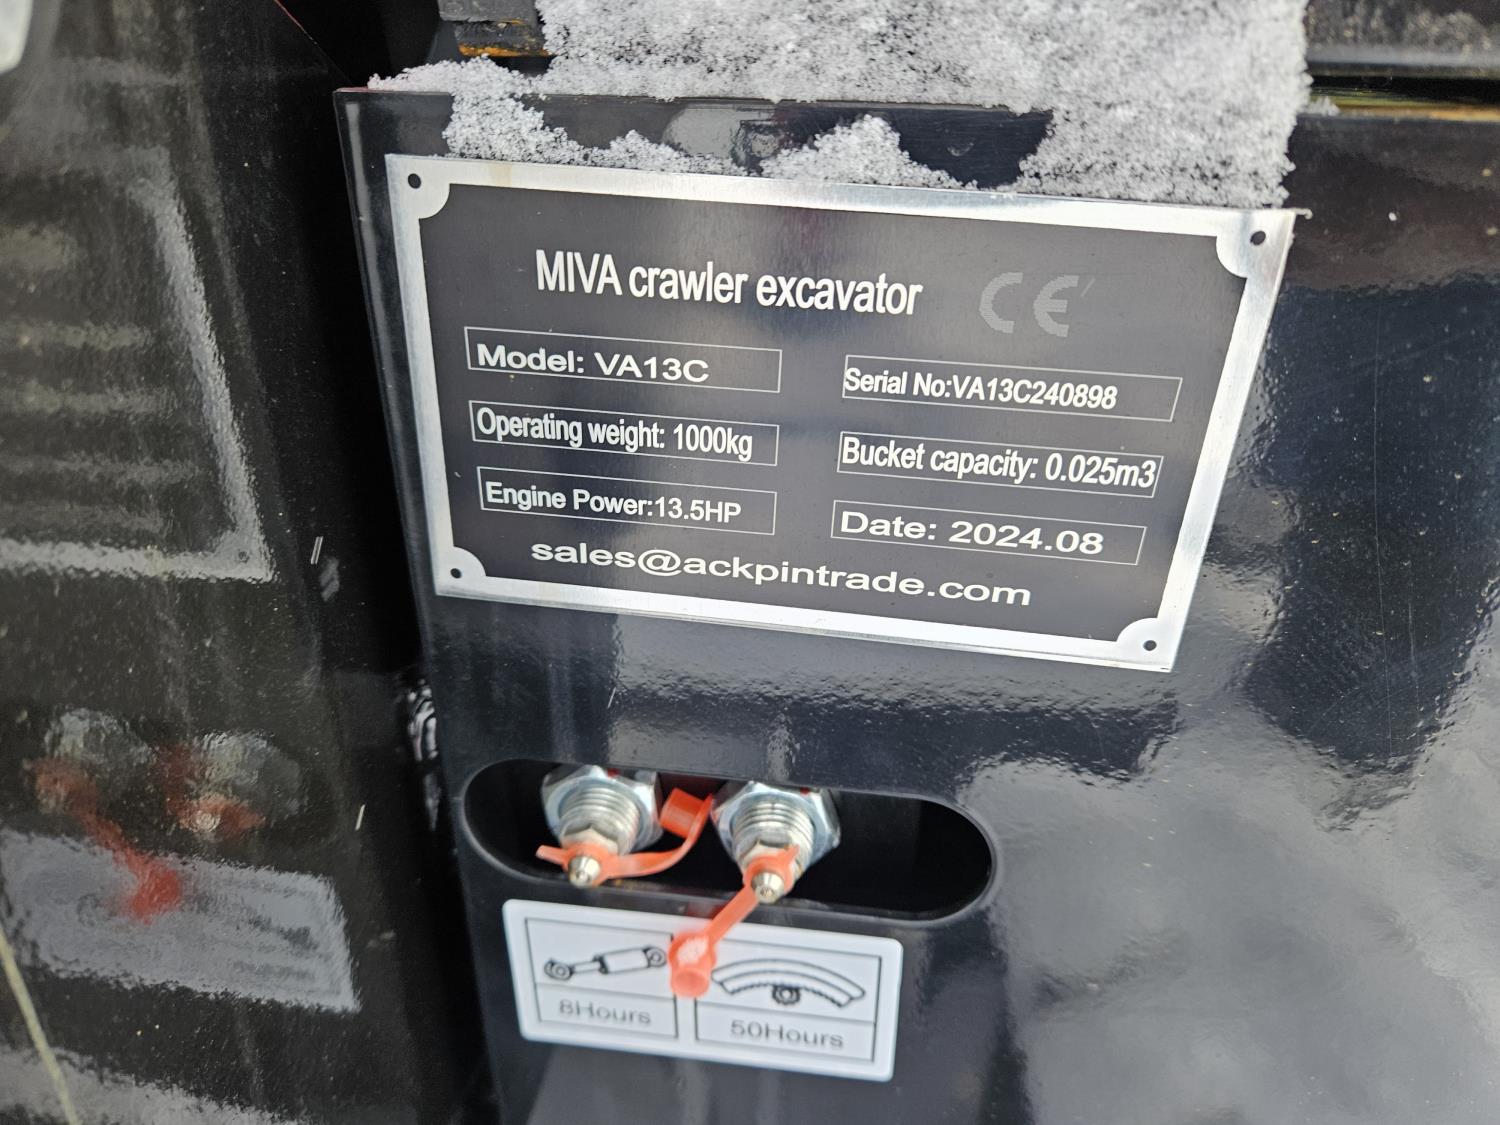 MIVA crawler excavator CE
Model: VA13C
Serial No:VA13C240898
Operating weight: 1000kg
Bucket capacity: 0.025m3
Engine Power:13.5HP
Date: 2024.08
sales@ackpintrade.com
8Hours
50Hours